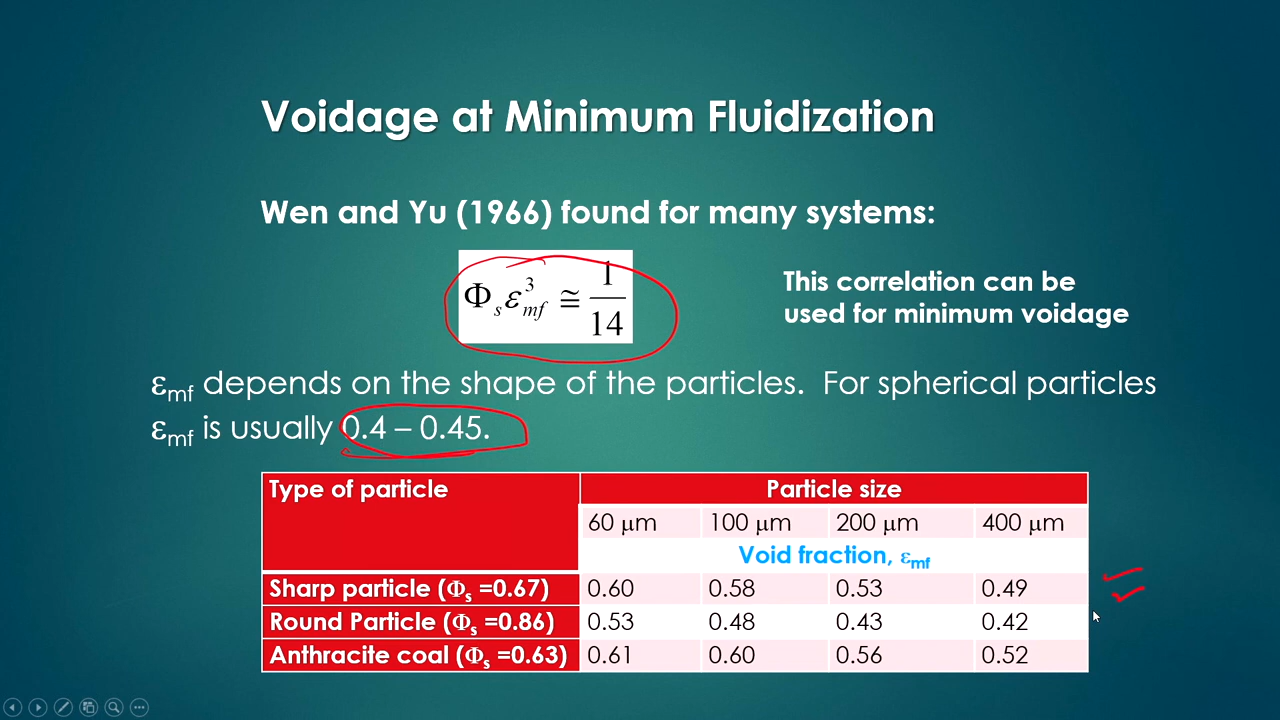 Voidage at Minimum Fluidization
Wen and Yu (1966) found for many systems:
Φₛε³ₘf ≅ 1/14
This correlation can be
used for minimum voidage
εmf depends on the shape of the particles. For spherical particles
εmf is usually 0.4 – 0.45.
Type of particle Particle size
60 μm 100 μm 200 μm 400 μm
Void fraction, εmf
Sharp particle (Φs =0.67) 0.60 0.58 0.53 0.49
Round Particle (Φs =0.86) 0.53 0.48 0.43 0.42
Anthracite coal (Φs =0.63) 0.61 0.60 0.56 0.52